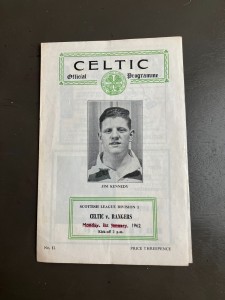 CELTIC
Official Programme
JIM KENNEDY
SCOTTISH LEAGUE DIVISION 1.
CELTIC v. RANGERS
Monday, 1st January, 1962
Kick-off 2 p.m.
No. 11
PRICE THREEPENCE